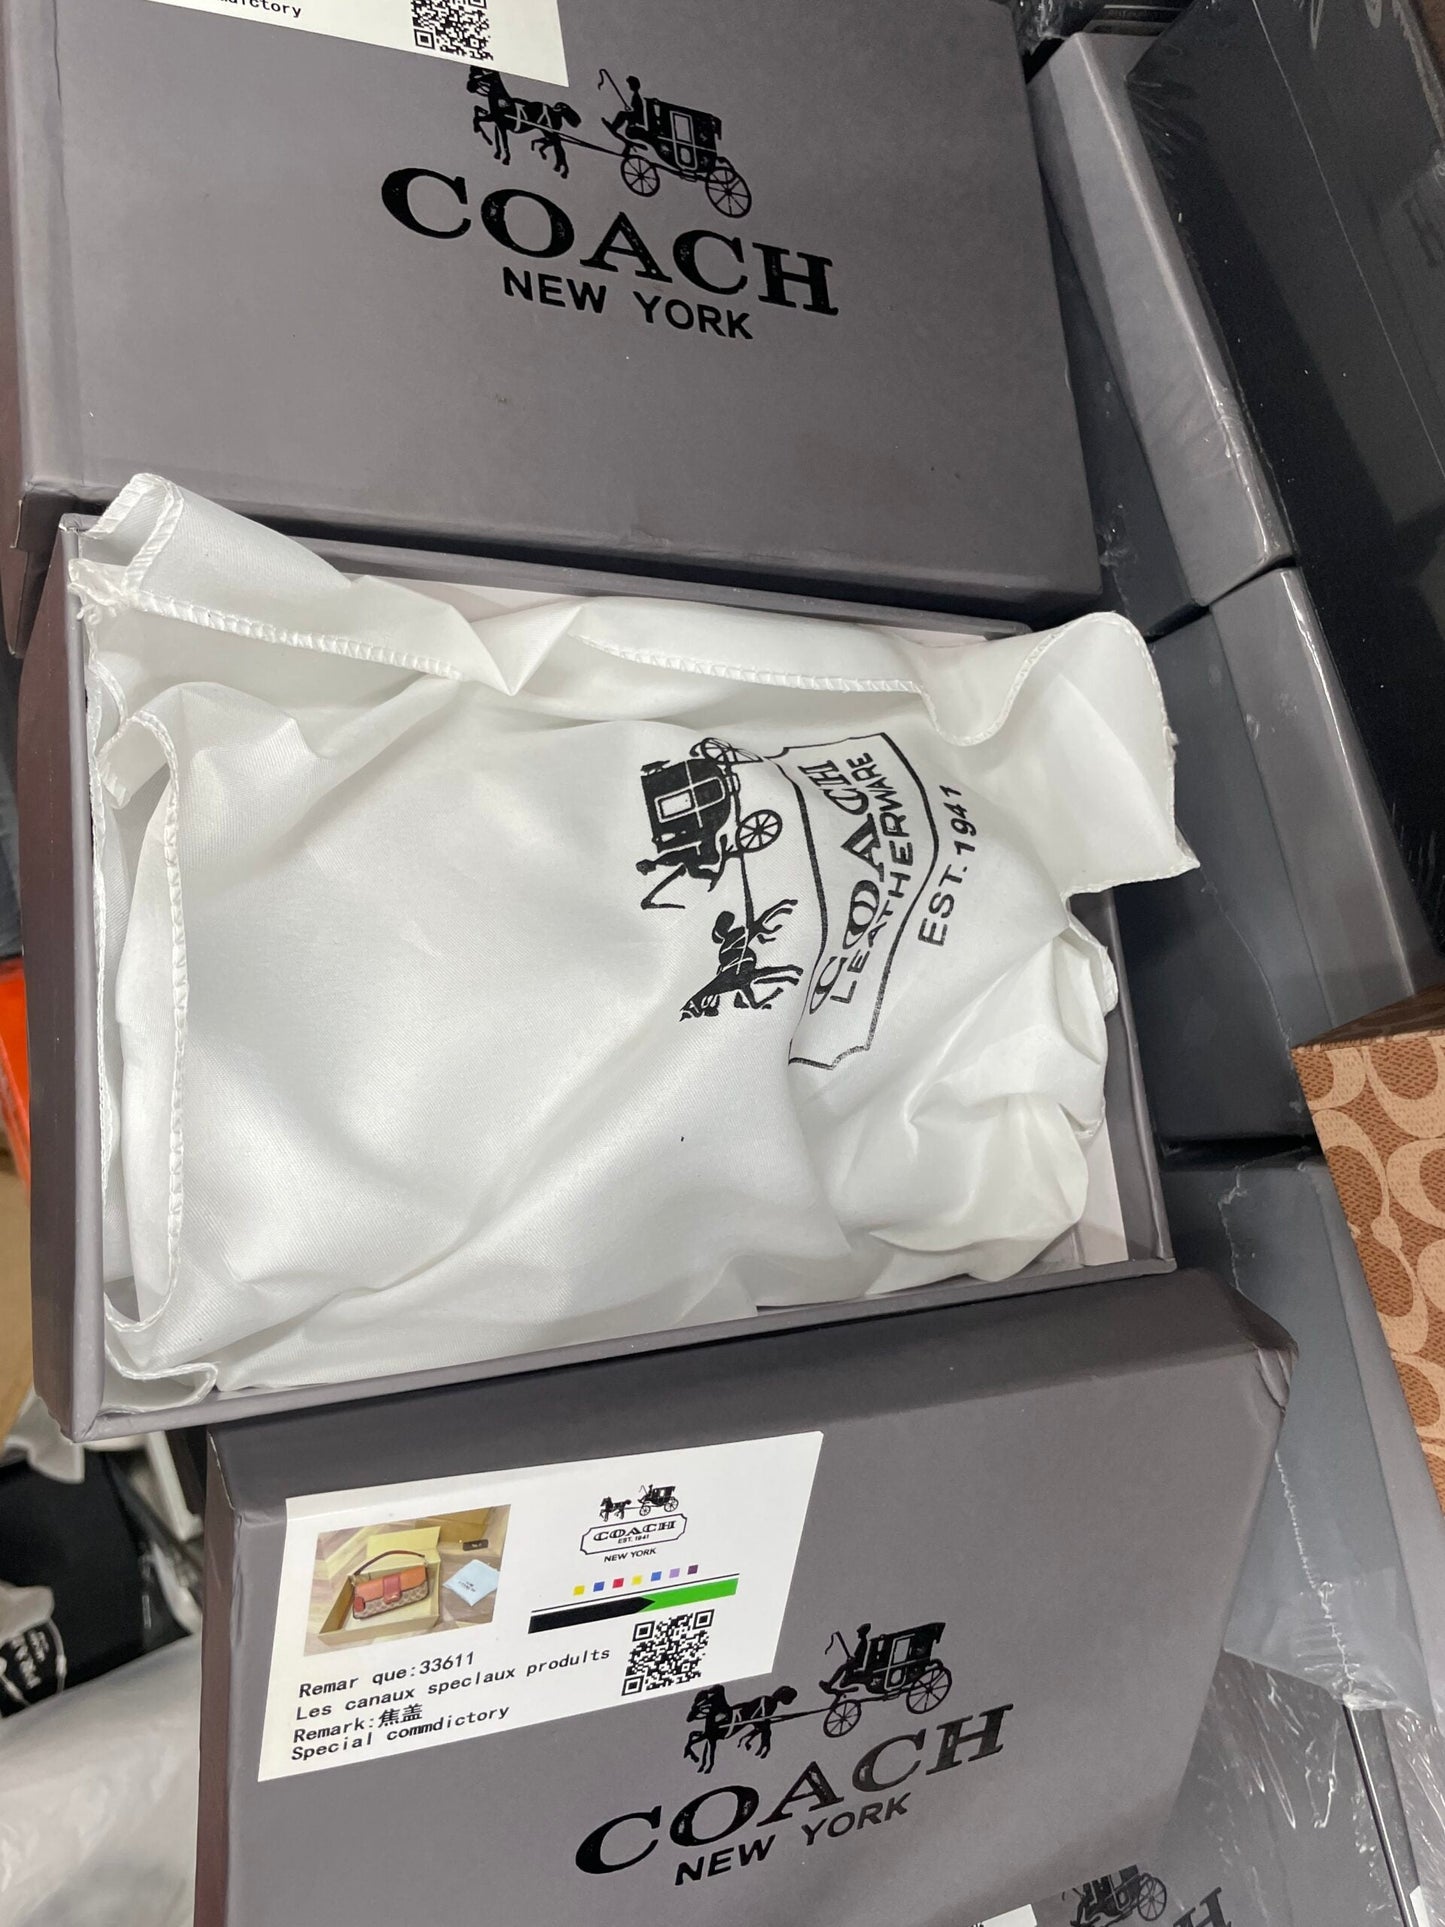 COACH
NEW YORK
COACH
LEATHERWARE
EST. 1941
COACH
EST. 1941
NEW YORK
Remar que:33611
Les canaux speclaux prodults
Remark:焦盖
Special commdictory
COACH
NEW YORK